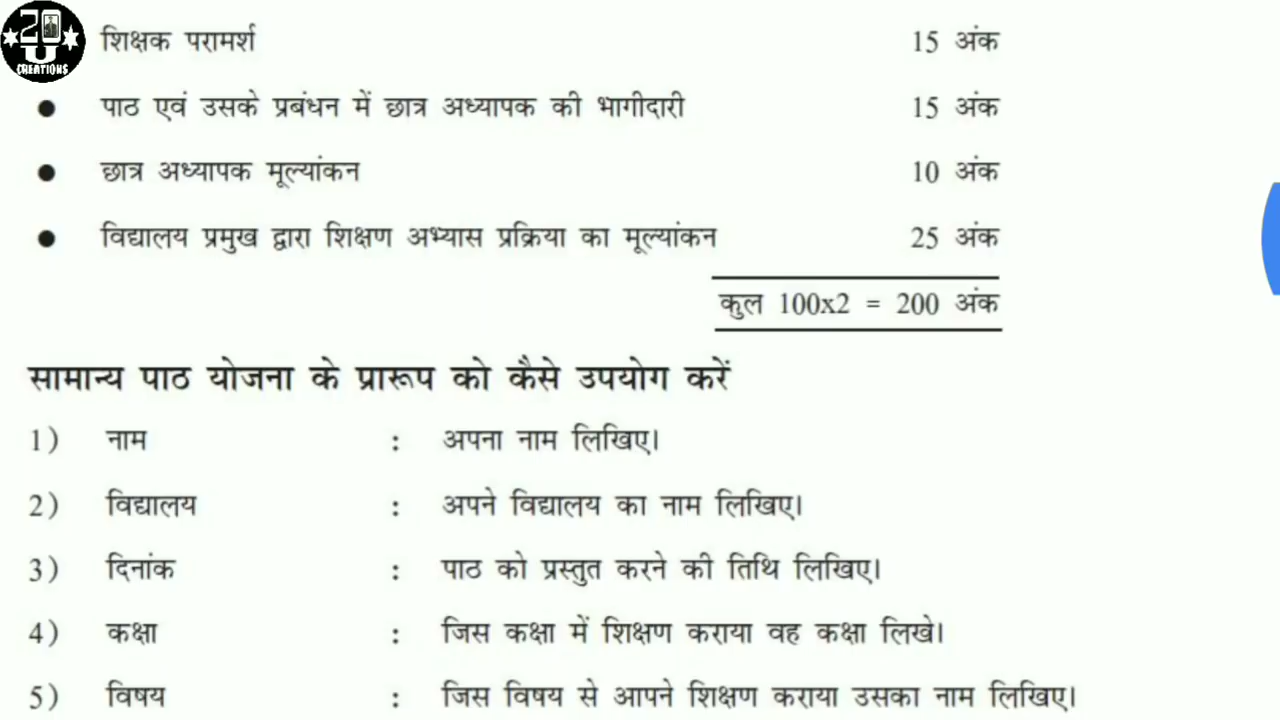 20
U
CREATIONS
शिक्षक परामर्श 15 अंक
● पाठ एवं उसके प्रबंधन में छात्र अध्यापक की भागीदारी 15 अंक
● छात्र अध्यापक मूल्यांकन 10 अंक
● विद्यालय प्रमुख द्वारा शिक्षण अभ्यास प्रक्रिया का मूल्यांकन 25 अंक
कुल 100x2 = 200 अंक
सामान्य पाठ योजना के प्रारूप को कैसे उपयोग करें
1) नाम : अपना नाम लिखिए।
2) विद्यालय : अपने विद्यालय का नाम लिखिए।
3) दिनांक : पाठ को प्रस्तुत करने की तिथि लिखिए।
4) कक्षा : जिस कक्षा में शिक्षण कराया वह कक्षा लिखे।
5) विषय : जिस विषय से आपने शिक्षण कराया उसका नाम लिखिए।